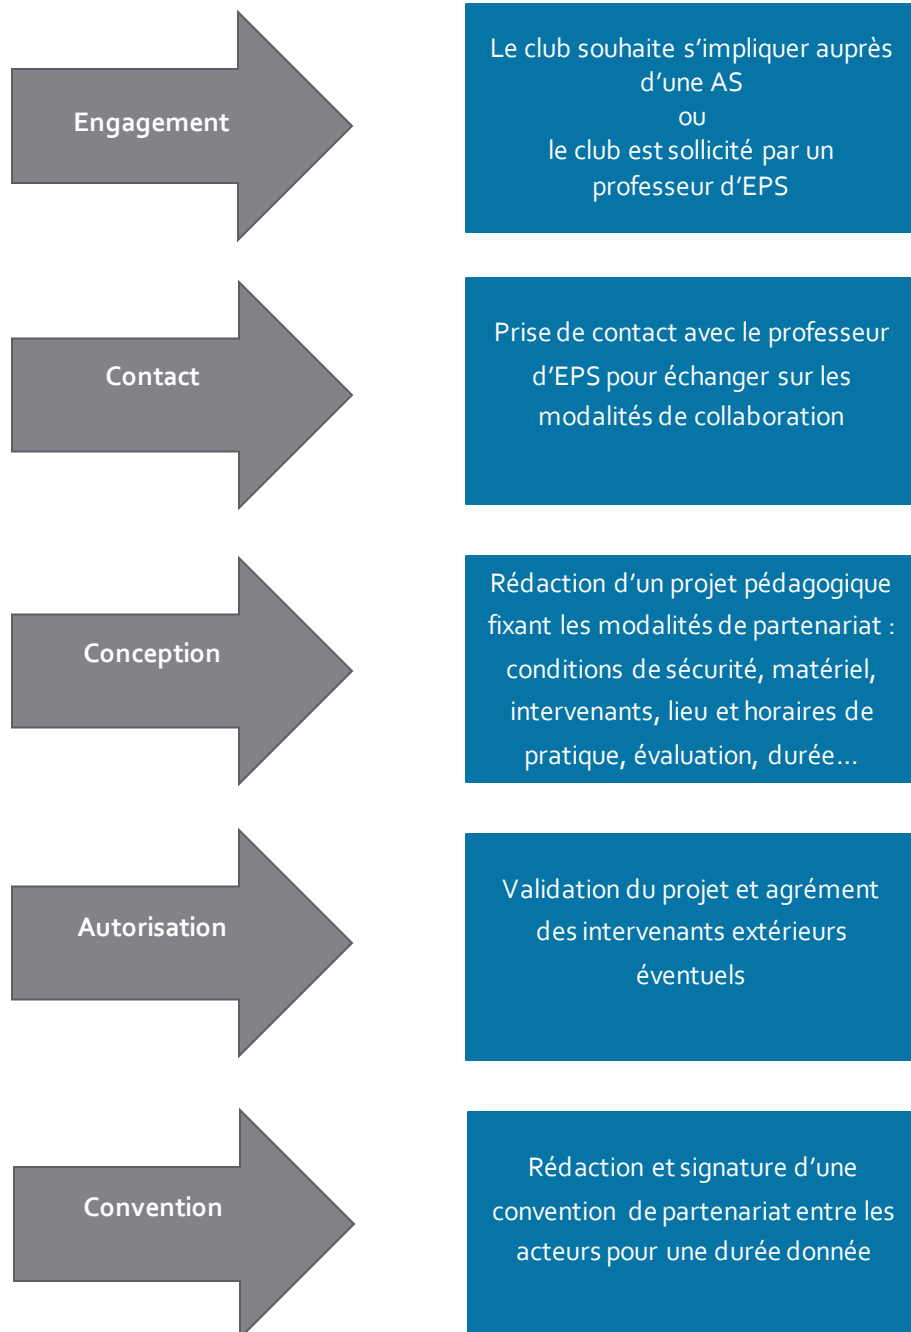 Engagement
Le club souhaite s’impliquer auprès
d’une AS
ou
le club est sollicité par un
professeur d’EPS
Contact
Prise de contact avec le professeur
d’EPS pour échanger sur les
modalités de collaboration
Conception
Rédaction d’un projet pédagogique
fixant les modalités de partenariat :
conditions de sécurité, matériel,
intervenants, lieu et horaires de
pratique, évaluation, durée...
Autorisation
Validation du projet et agrément
des intervenants extérieurs
éventuels
Convention
Rédaction et signature d’une
convention de partenariat entre les
acteurs pour une durée donnée